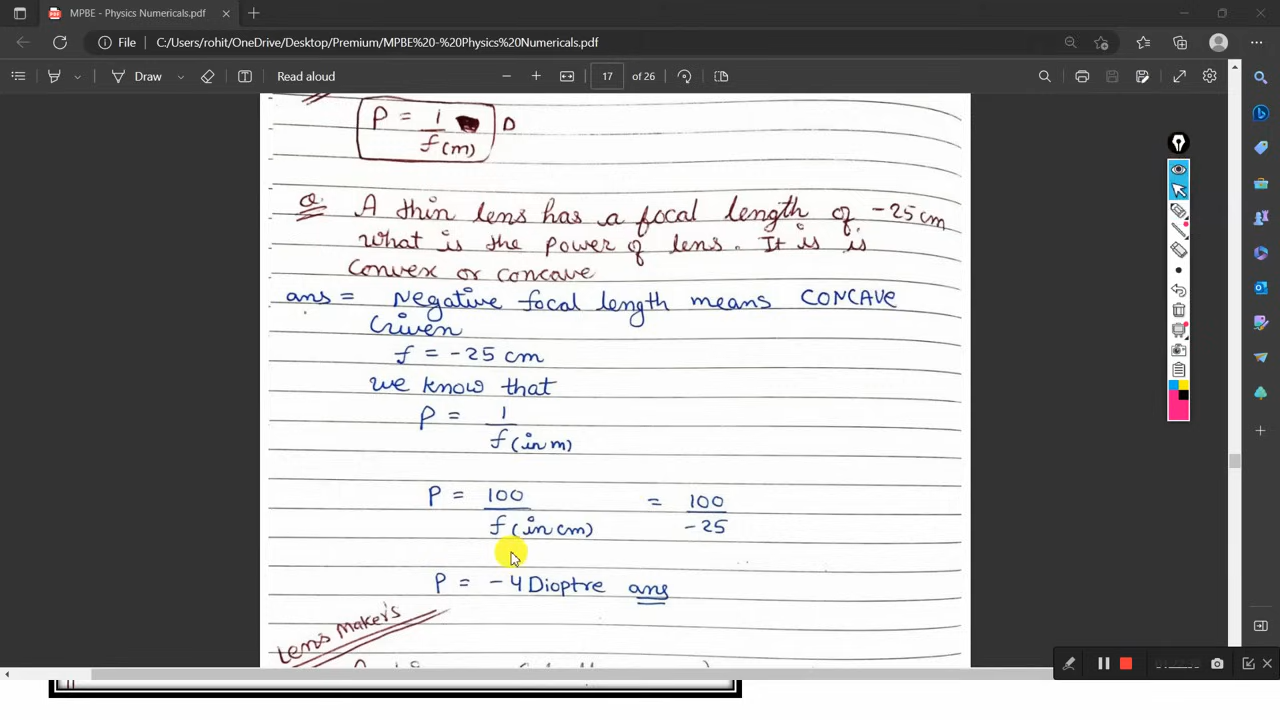 MPBE - Physics Numericals.pdf
File C:/Users/rohit/OneDrive/Desktop/Premium/MPBE%20-%20Physics%20Numericals.pdf
Draw
Read aloud
17 of 26
P = 1 D
f(m)
Q. A thin lens has a focal length of -25 cm
what is the power of lens. It is is
Convex or concave
ans = Negative focal length means CONCAVE
Given
f = -25 cm
we know that
P = 1
f(in m)
P = 100 = 100
f(in cm) -25
P = -4 Dioptre ans
Lens Maker's